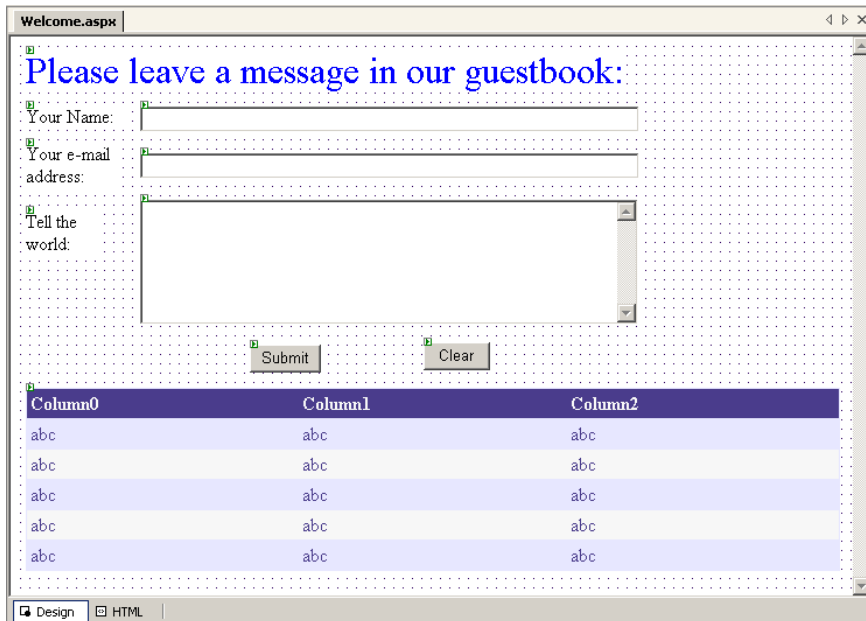 Welcome.aspx
Please leave a message in our guestbook:
Your Name:
Your e-mail
address:
Tell the
world:
Submit Clear
Column0 Column1 Column2
abc abc abc
abc abc abc
abc abc abc
abc abc abc
abc abc abc
Design HTML